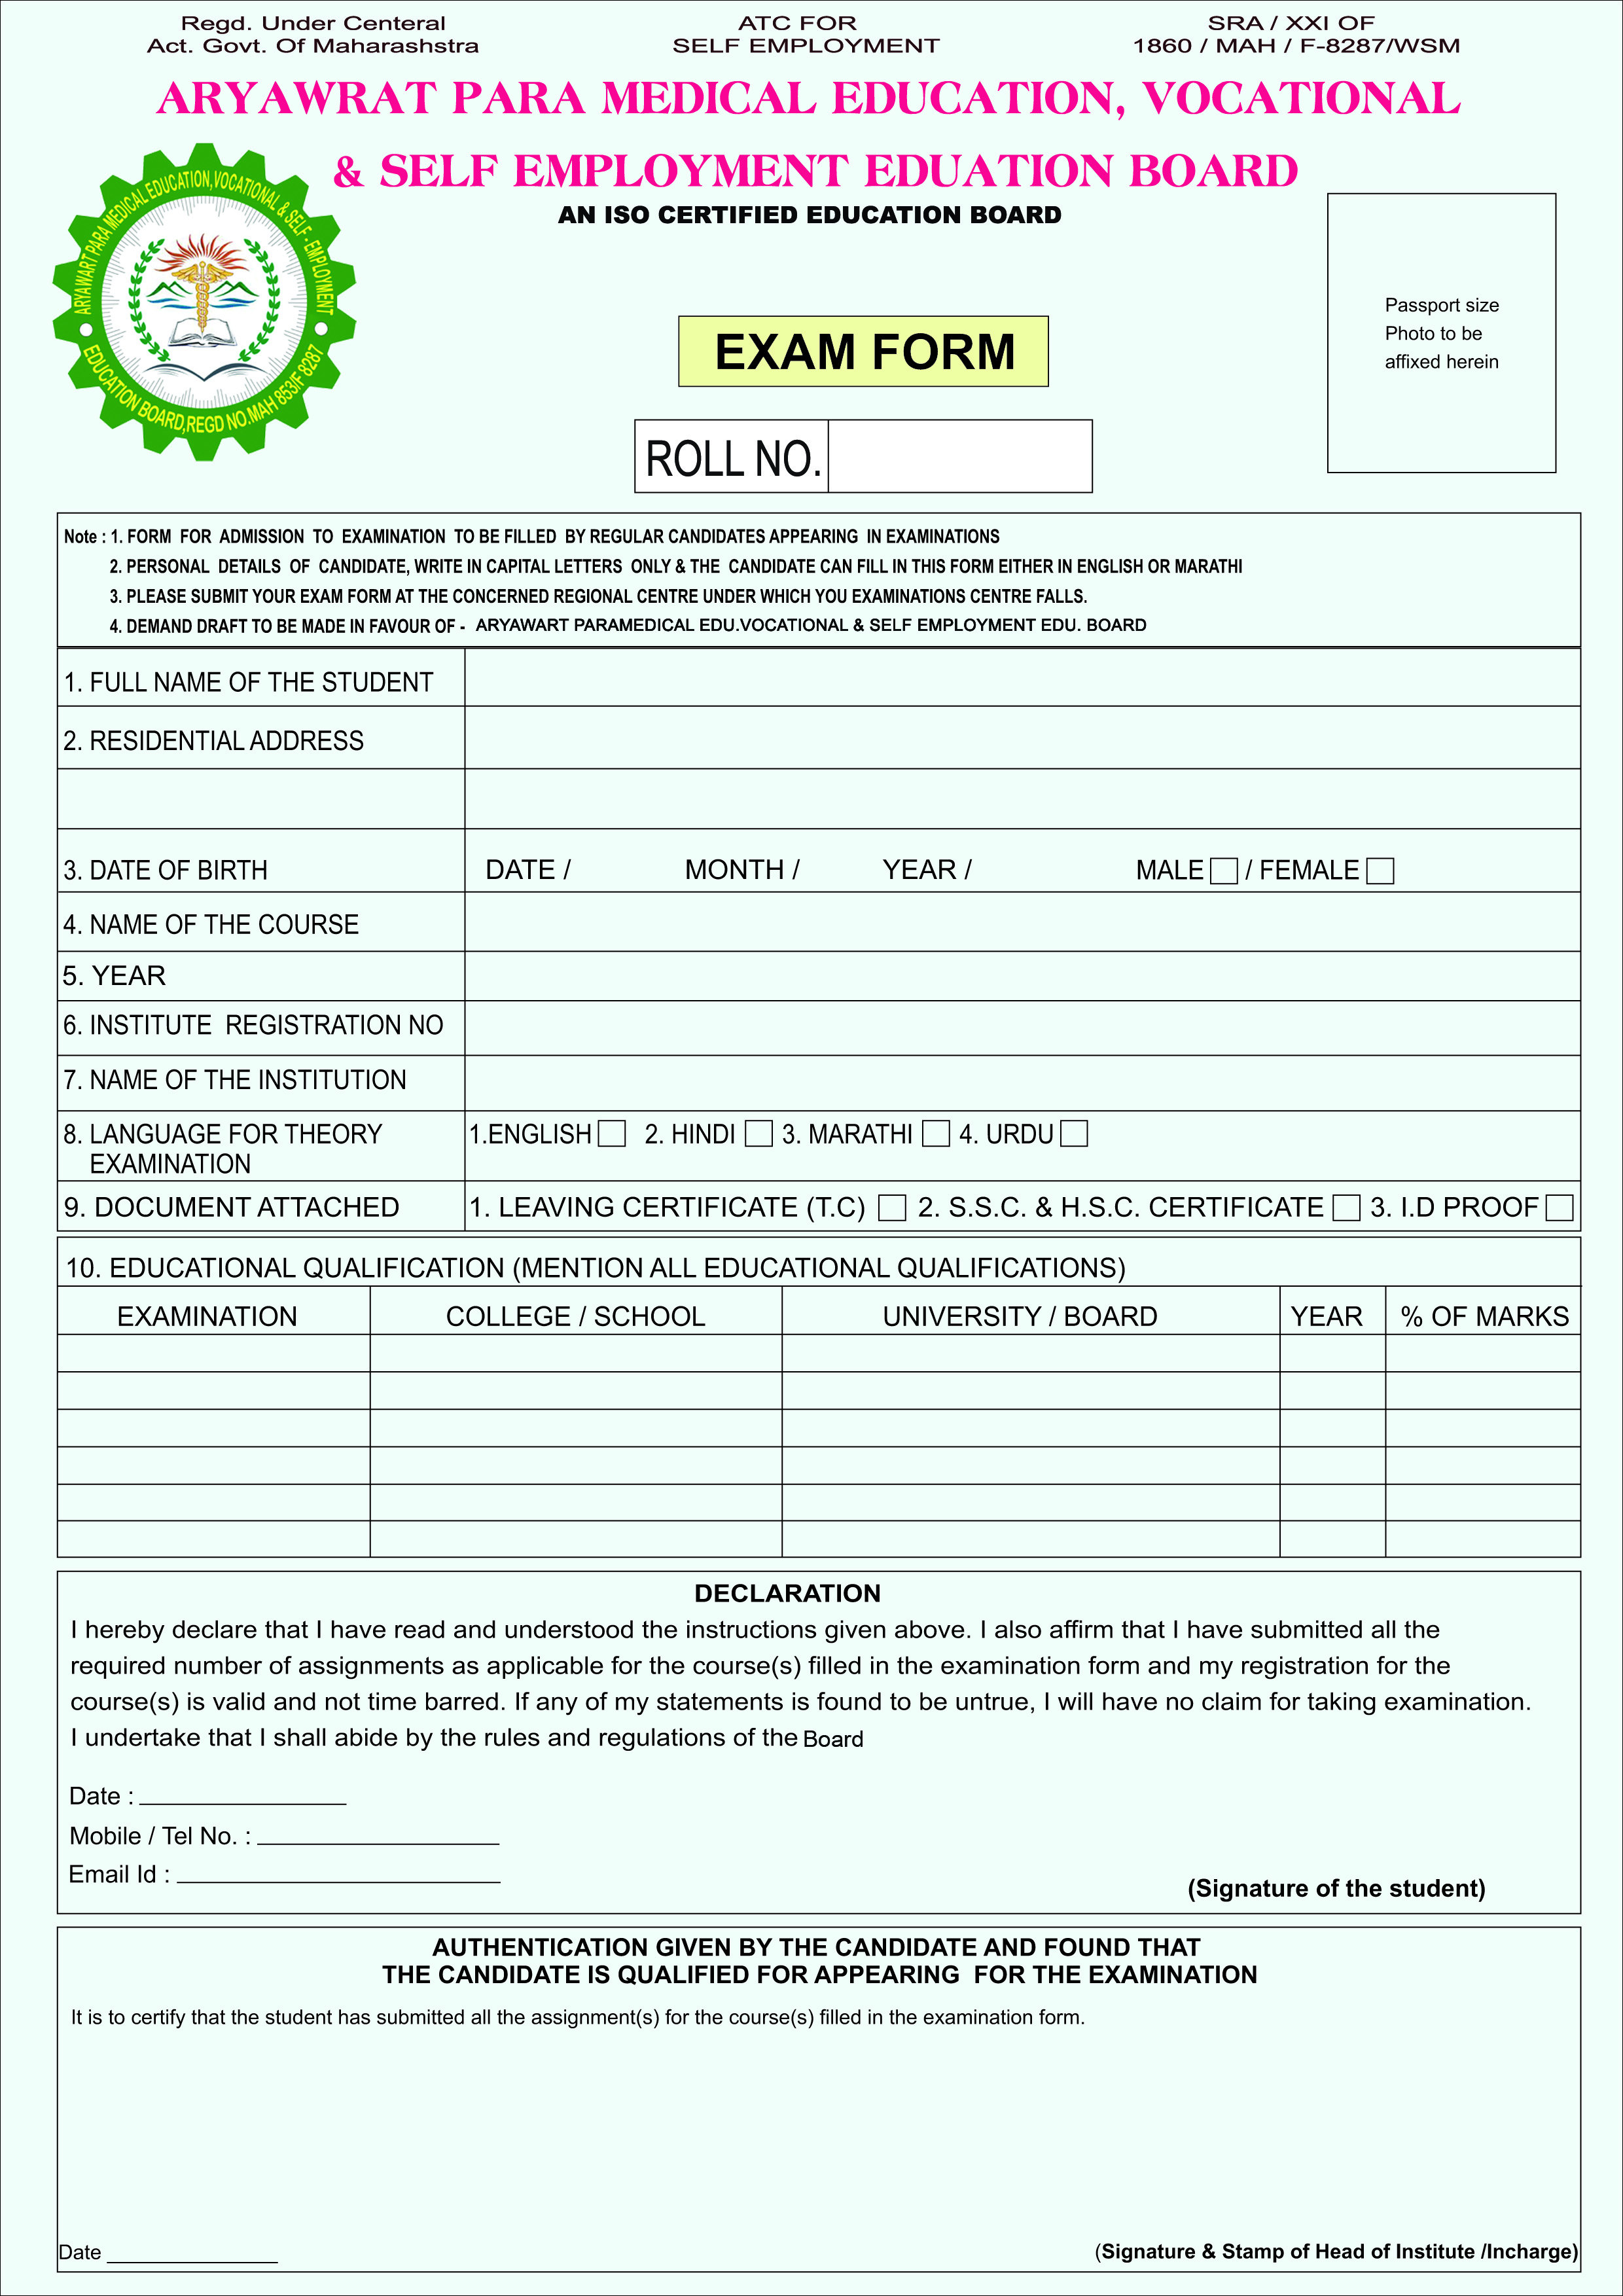 Regd. Under Centeral
Act. Govt. Of Maharashstra
ATC FOR
SELF EMPLOYMENT
SRA / XXI OF
1860 / MAH / F-8287/WSM
ARYAWRAT PARA MEDICAL EDUCATION, VOCATIONAL
& SELF EMPLOYMENT EDUATION BOARD
AN ISO CERTIFIED EDUCATION BOARD
ARYAWART PARA MEDICAL EDUCATION,VOCATIONAL & SELF - EMPLOYMENT
EDUCATION BOARD,REGD NO.MAH 853/F 8287
Passport size
Photo to be
affixed herein
EXAM FORM
ROLL NO.
Note : 1. FORM FOR ADMISSION TO EXAMINATION TO BE FILLED BY REGULAR CANDIDATES APPEARING IN EXAMINATIONS
2. PERSONAL DETAILS OF CANDIDATE, WRITE IN CAPITAL LETTERS ONLY & THE CANDIDATE CAN FILL IN THIS FORM EITHER IN ENGLISH OR MARATHI
3. PLEASE SUBMIT YOUR EXAM FORM AT THE CONCERNED REGIONAL CENTRE UNDER WHICH YOU EXAMINATIONS CENTRE FALLS.
4. DEMAND DRAFT TO BE MADE IN FAVOUR OF - ARYAWART PARAMEDICAL EDU.VOCATIONAL & SELF EMPLOYMENT EDU. BOARD
1. FULL NAME OF THE STUDENT
2. RESIDENTIAL ADDRESS
3. DATE OF BIRTH DATE / MONTH / YEAR / MALE / FEMALE
4. NAME OF THE COURSE
5. YEAR
6. INSTITUTE REGISTRATION NO
7. NAME OF THE INSTITUTION
8. LANGUAGE FOR THEORY
EXAMINATION
1.ENGLISH 2. HINDI 3. MARATHI 4. URDU
9. DOCUMENT ATTACHED 1. LEAVING CERTIFICATE (T.C) 2. S.S.C. & H.S.C. CERTIFICATE 3. I.D PROOF
10. EDUCATIONAL QUALIFICATION (MENTION ALL EDUCATIONAL QUALIFICATIONS)
EXAMINATION COLLEGE / SCHOOL UNIVERSITY / BOARD YEAR % OF MARKS
DECLARATION
I hereby declare that I have read and understood the instructions given above. I also affirm that I have submitted all the
required number of assignments as applicable for the course(s) filled in the examination form and my registration for the
course(s) is valid and not time barred. If any of my statements is found to be untrue, I will have no claim for taking examination.
I undertake that I shall abide by the rules and regulations of the Board
Date :
Mobile / Tel No. :
Email Id :
(Signature of the student)
AUTHENTICATION GIVEN BY THE CANDIDATE AND FOUND THAT
THE CANDIDATE IS QUALIFIED FOR APPEARING FOR THE EXAMINATION
It is to certify that the student has submitted all the assignment(s) for the course(s) filled in the examination form.
Date
(Signature & Stamp of Head of Institute /Incharge)